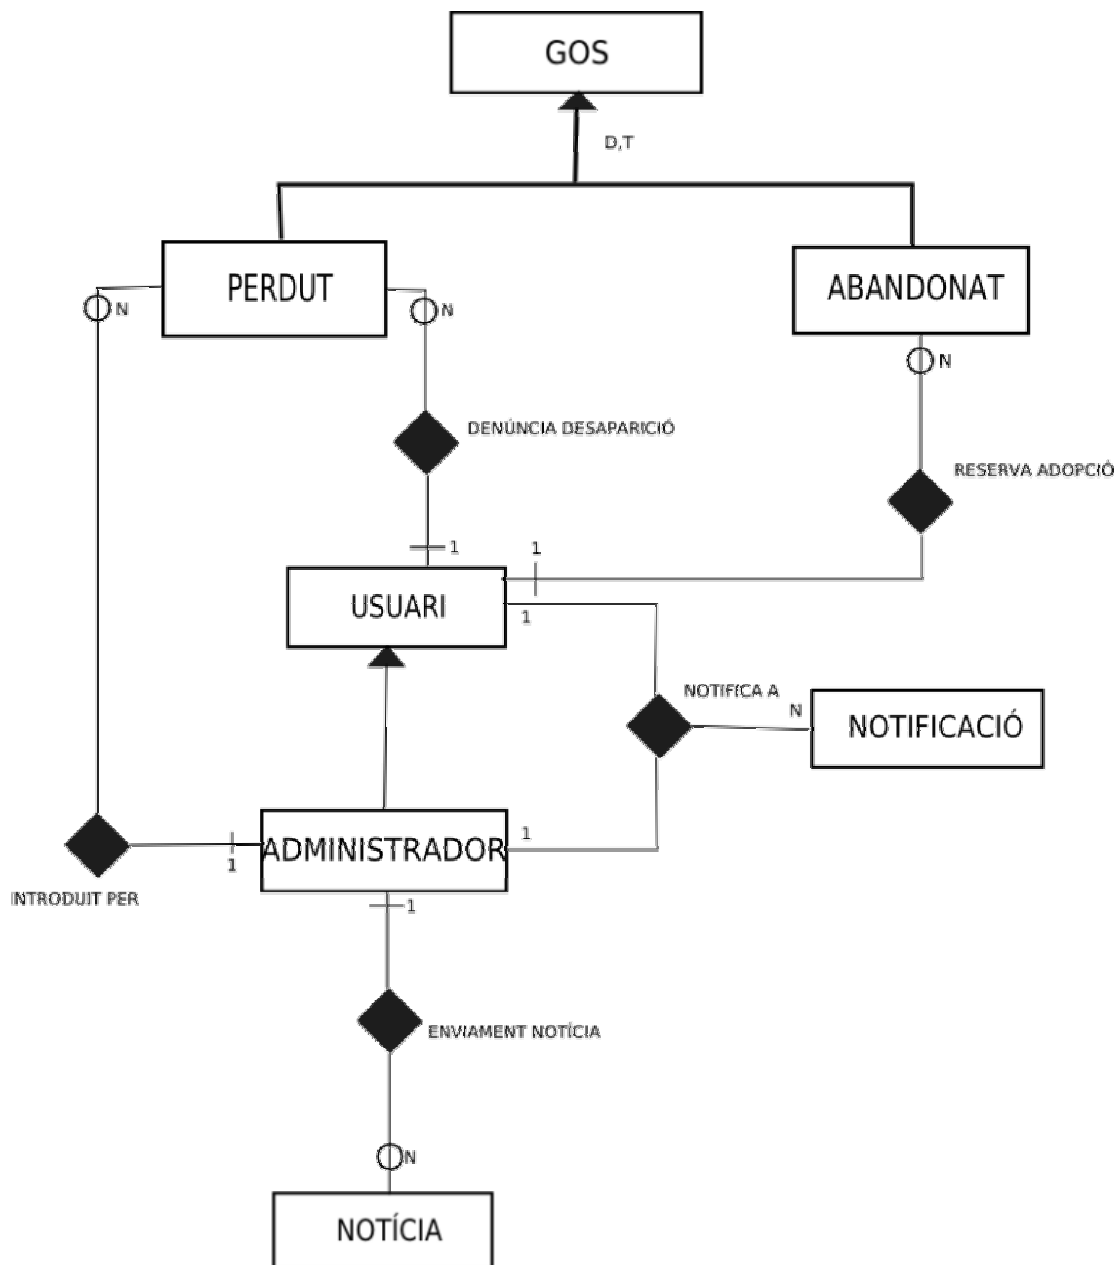 GOS
D,T
PERDUT
ABANDONAT
N
N
N
DENÚNCIA DESAPARICIÓ
RESERVA ADOPCIÓ
1
1
USUARI
1
NOTIFICA A
N
NOTIFICACIÓ
1
ADMINISTRADOR
1
INTRODUIT PER
1
ENVIAMENT NOTÍCIA
N
NOTÍCIA